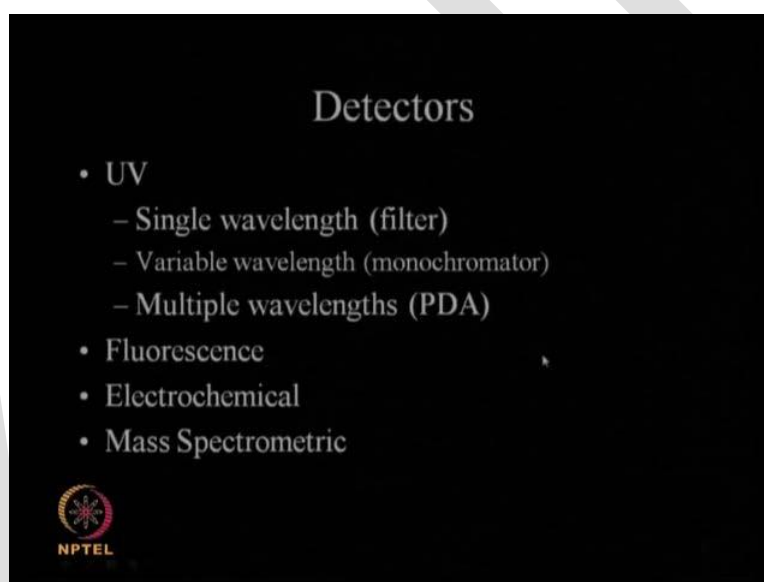 Detectors
• UV
– Single wavelength (filter)
– Variable wavelength (monochromator)
– Multiple wavelengths (PDA)
• Fluorescence
• Electrochemical
• Mass Spectrometric
NPTEL